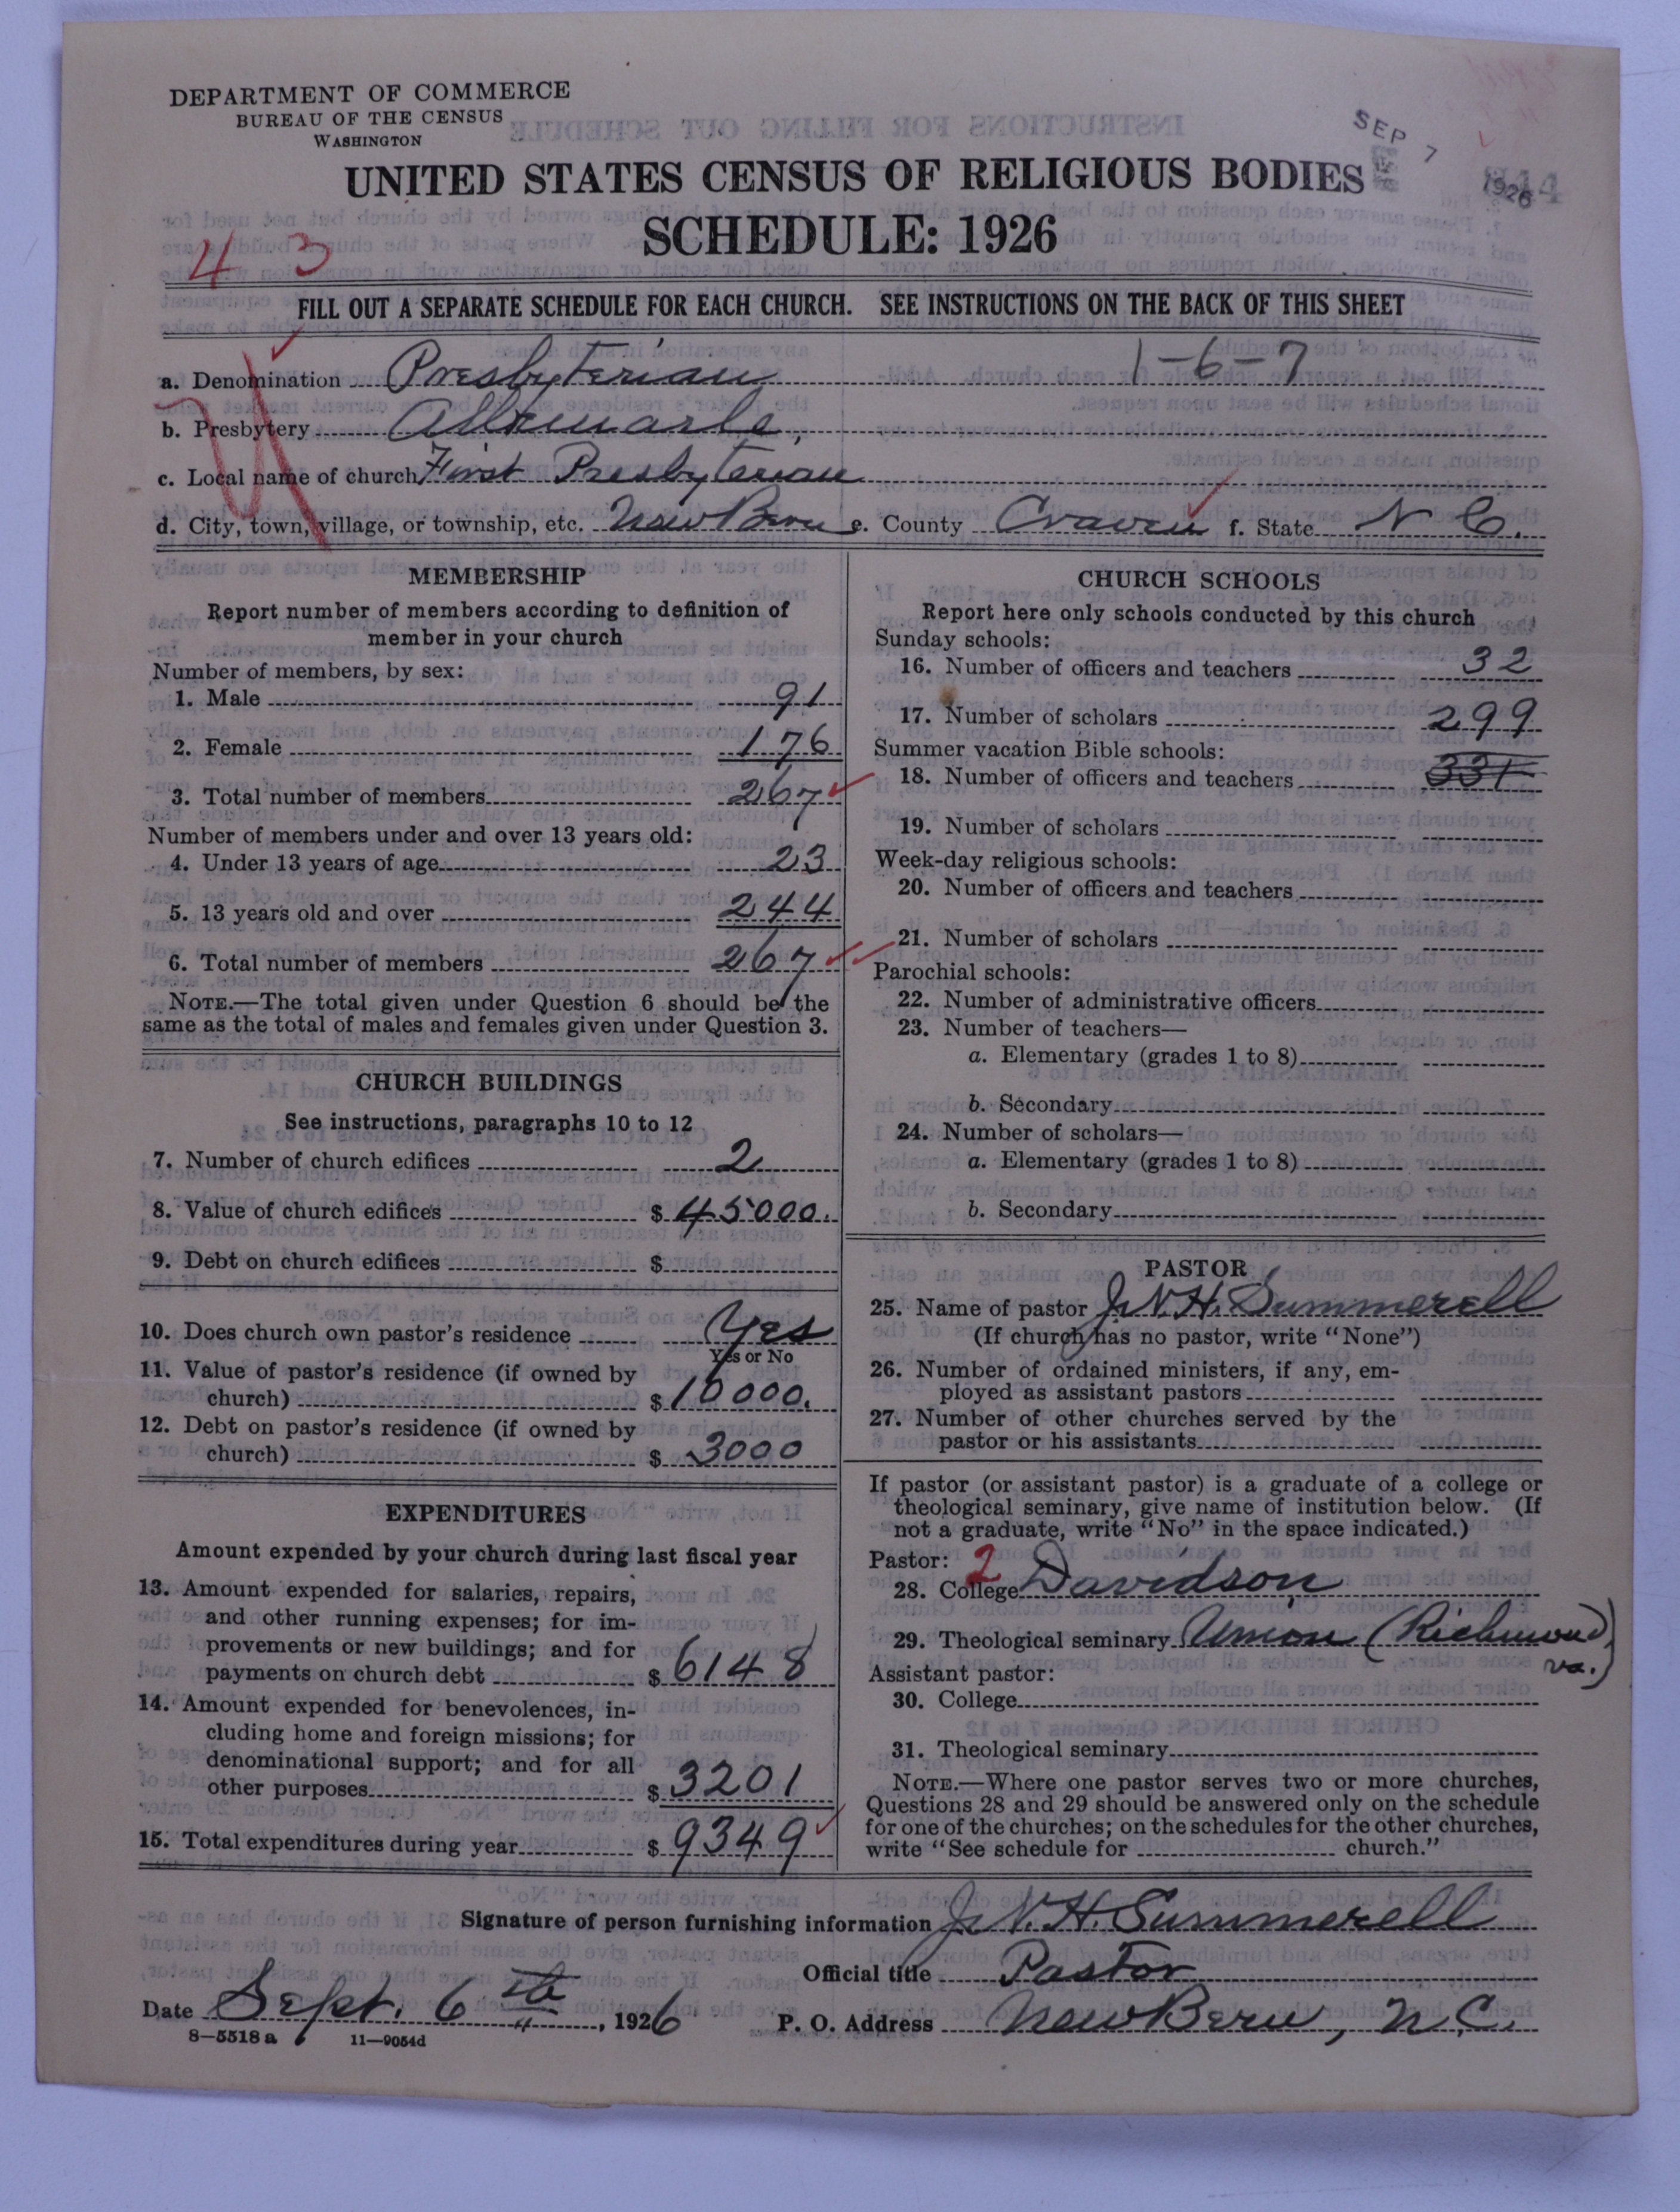 DEPARTMENT OF COMMERCE
BUREAU OF THE CENSUS
WASHINGTON
SEP 7 1926
UNITED STATES CENSUS OF RELIGIOUS BODIES
SCHEDULE: 1926
43
FILL OUT A SEPARATE SCHEDULE FOR EACH CHURCH. SEE INSTRUCTIONS ON THE BACK OF THIS SHEET
a. Denomination Presbyterian 1-6-7
b. Presbytery Albemarle,
c. Local name of church First Presbyterian
d. City, town, village, or township, etc. New Bern e. County Craven f. State N C.
MEMBERSHIP
Report number of members according to definition of
member in your church
Number of members, by sex:
1. Male 91
2. Female 176
3. Total number of members 267
Number of members under and over 13 years old:
4. Under 13 years of age 23
5. 13 years old and over 244
6. Total number of members 267
NOTE.—The total given under Question 6 should be the
same as the total of males and females given under Question 3.
CHURCH BUILDINGS
See instructions, paragraphs 10 to 12
7. Number of church edifices 2
8. Value of church edifices $ 45000.
9. Debt on church edifices $
10. Does church own pastor's residence Yes
Yes or No
11. Value of pastor's residence (if owned by
church) $ 10000.
12. Debt on pastor's residence (if owned by
church) $ 3000
EXPENDITURES
Amount expended by your church during last fiscal year
13. Amount expended for salaries, repairs,
and other running expenses; for im-
provements or new buildings; and for
payments on church debt $ 6148
14. Amount expended for benevolences, in-
cluding home and foreign missions; for
denominational support; and for all
other purposes $ 3201
15. Total expenditures during year $ 9349
CHURCH SCHOOLS
Report here only schools conducted by this church
Sunday schools:
16. Number of officers and teachers 32
17. Number of scholars 299
Summer vacation Bible schools:
18. Number of officers and teachers 331
19. Number of scholars
Week-day religious schools:
20. Number of officers and teachers
21. Number of scholars
Parochial schools:
22. Number of administrative officers
23. Number of teachers—
a. Elementary (grades 1 to 8)
b. Secondary
24. Number of scholars—
a. Elementary (grades 1 to 8)
b. Secondary
PASTOR
25. Name of pastor J. N. H. Summerell
(If church has no pastor, write "None")
26. Number of ordained ministers, if any, em-
ployed as assistant pastors
27. Number of other churches served by the
pastor or his assistants
If pastor (or assistant pastor) is a graduate of a college or
theological seminary, give name of institution below. (If
not a graduate, write "No" in the space indicated.)
Pastor: 2
28. College Davidson
29. Theological seminary Union (Richmond,
va.)
Assistant pastor:
30. College
31. Theological seminary
NOTE.—Where one pastor serves two or more churches,
Questions 28 and 29 should be answered only on the schedule
for one of the churches; on the schedules for the other churches,
write "See schedule for church."
Signature of person furnishing information J. N. H. Summerell
Official title Pastor
Date Sept. 6th, 1926 P. O. Address New Bern, N.C.
8—5518a 11—9054d